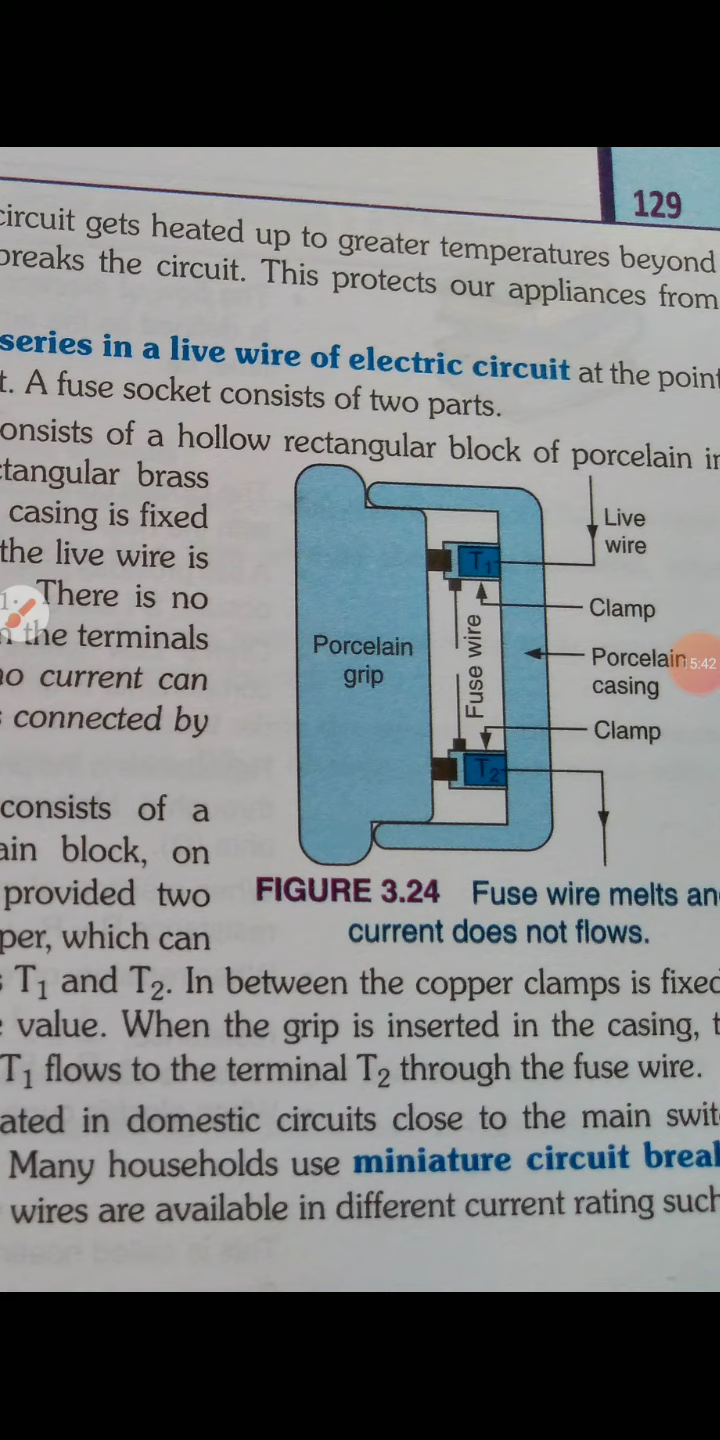 129
circuit gets heated up to greater temperatures beyond
breaks the circuit. This protects our appliances from
series in a live wire of electric circuit at the point
t. A fuse socket consists of two parts.
onsists of a hollow rectangular block of porcelain in
ctangular brass
casing is fixed
the live wire is
1. There is no
n the terminals
no current can
s connected by
Live
wire
T1
Clamp
Porcelain
grip
Fuse wire
Porcelain
casing
15:42
Clamp
T2
consists of a
ain block, on
provided two
per, which can
FIGURE 3.24 Fuse wire melts an
current does not flows.
s T1 and T2. In between the copper clamps is fixed
e value. When the grip is inserted in the casing, t
T1 flows to the terminal T2 through the fuse wire.
ated in domestic circuits close to the main swit
Many households use miniature circuit break
wires are available in different current rating such